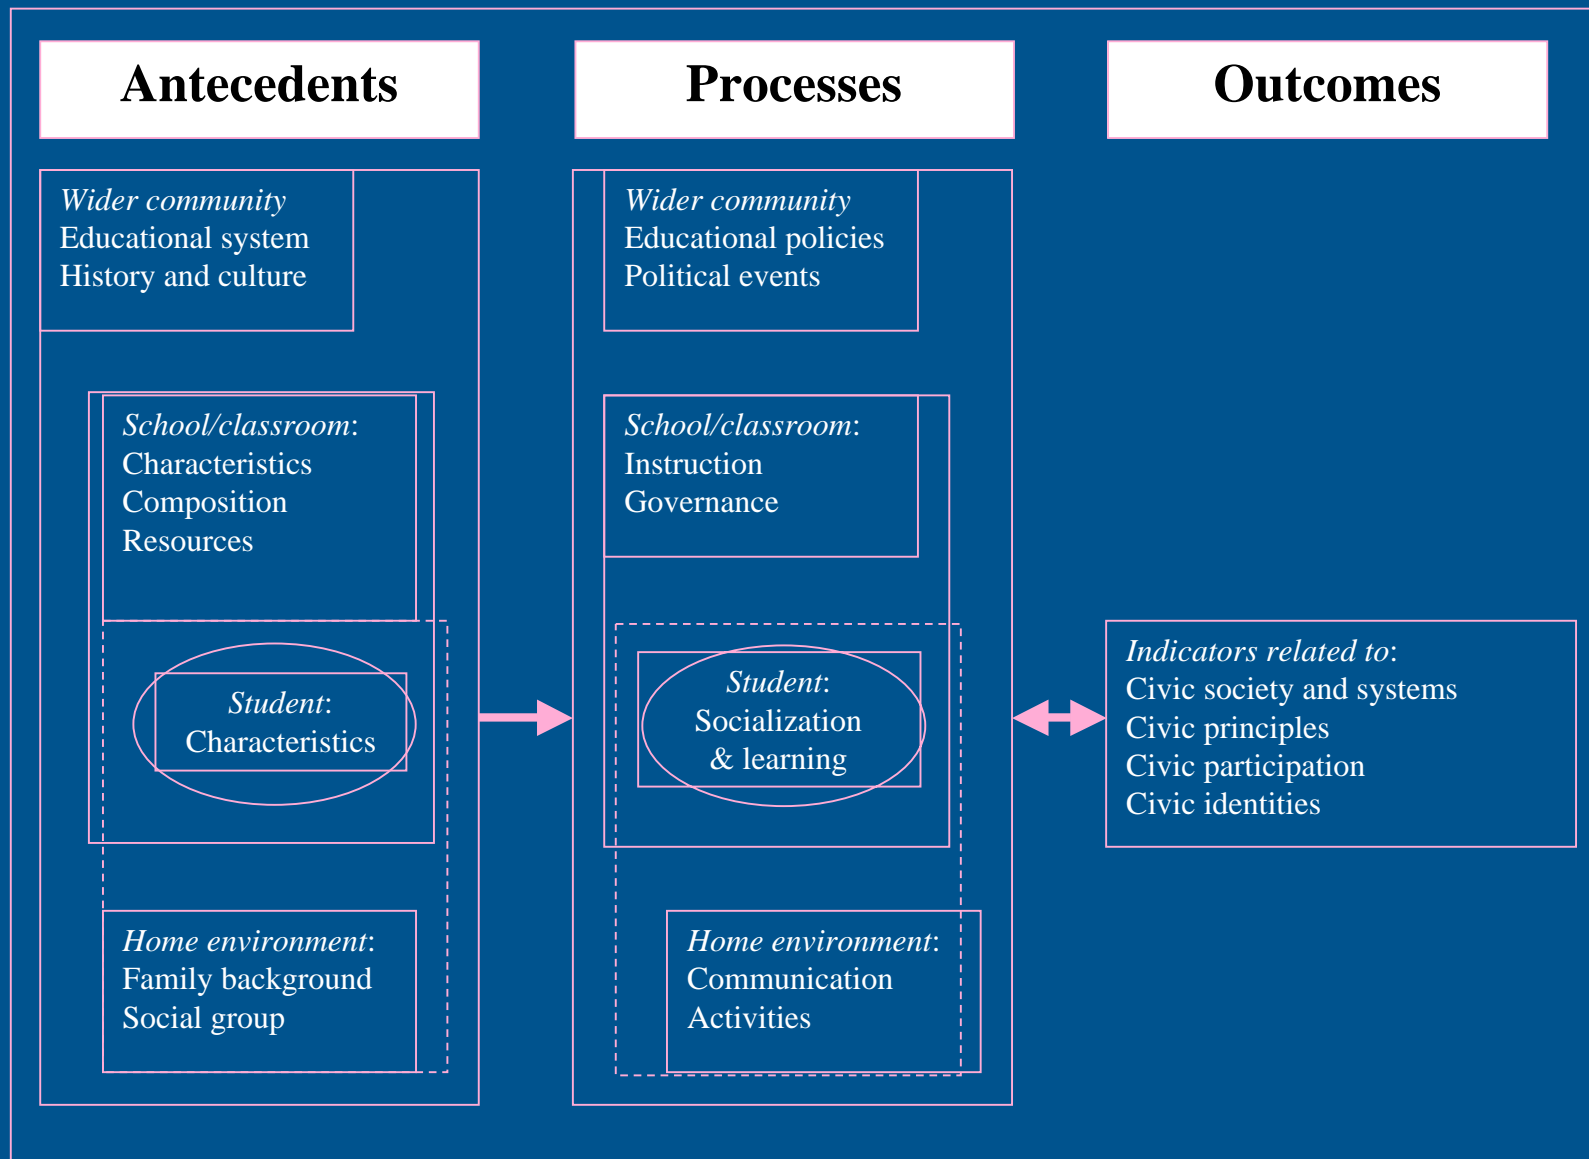 Antecedents
Processes
Outcomes
Wider community
Educational system
History and culture
Wider community
Educational policies
Political events
School/classroom:
Characteristics
Composition
Resources
School/classroom:
Instruction
Governance
Student:
Characteristics
Student:
Socialization
& learning
Indicators related to:
Civic society and systems
Civic principles
Civic participation
Civic identities
Home environment:
Family background
Social group
Home environment:
Communication
Activities